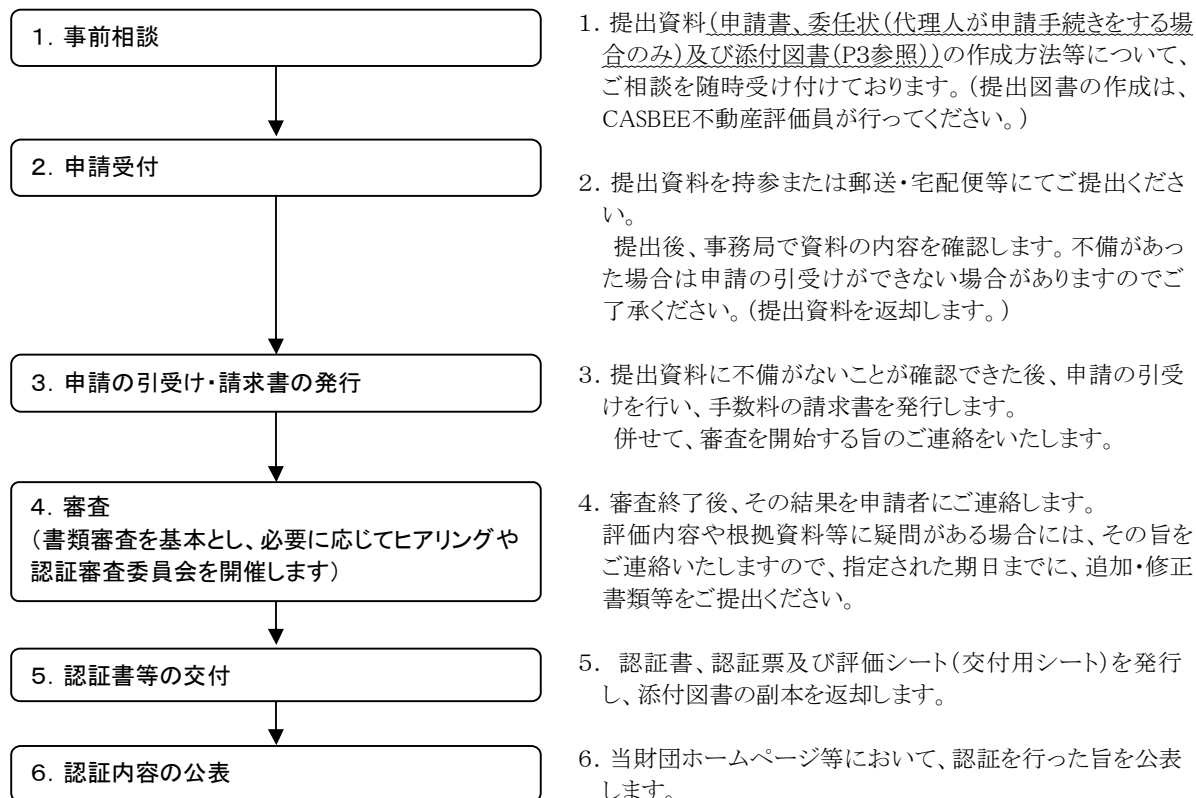 １．事前相談
２．申請受付
３．申請の引受け・請求書の発行
４．審査
（書類審査を基本とし、必要に応じてヒアリングや
認証審査委員会を開催します）
５．認証書等の交付
６．認証内容の公表
１．提出資料（申請書、委任状（代理人が申請手続きをする場
合のみ）及び添付図書（P3参照））の作成方法等について、
ご相談を随時受け付けております。（提出図書の作成は、
CASBEE不動産評価員が行ってください。）
２．提出資料を持参または郵送・宅配便等にてご提出くださ
い。
提出後、事務局で資料の内容を確認します。不備があっ
た場合は申請の引受けができない場合がありますのでご
了承ください。（提出資料を返却します。）
３．提出資料に不備がないことが確認できた後、申請の引受
けを行い、手数料の請求書を発行します。
併せて、審査を開始する旨のご連絡をいたします。
４．審査終了後、その結果を申請者にご連絡します。
評価内容や根拠資料等に疑問がある場合には、その旨を
ご連絡いたしますので、指定された期日までに、追加・修正
書類等をご提出ください。
５．認証書、認証票及び評価シート（交付用シート）を発行
し、添付図書の副本を返却します。
６．当財団ホームページ等において、認証を行った旨を公表
します。